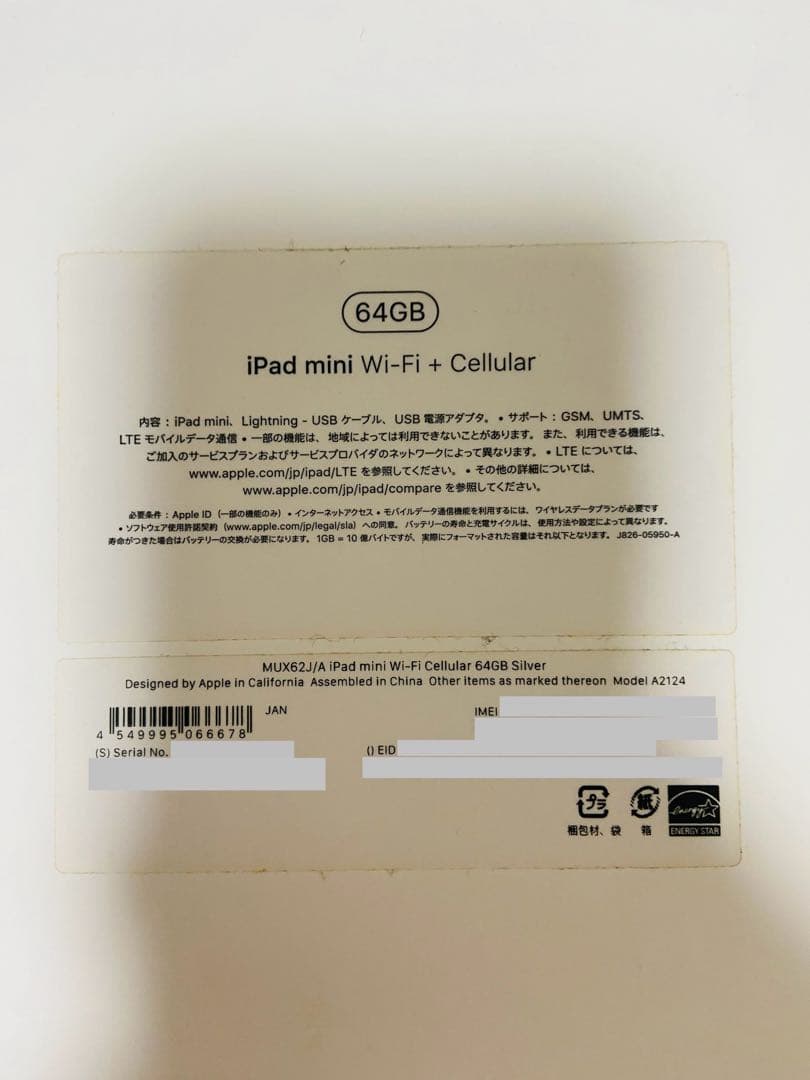 64GB
iPad mini Wi-Fi + Cellular
内容：iPad mini、Lightning - USB ケーブル、USB 電源アダプタ。 • サポート：GSM、UMTS、
LTE モバイルデータ通信 • 一部の機能は、地域によっては利用できないことがあります。また、利用できる機能は、
ご加入のサービスプランおよびサービスプロバイダのネットワークによって異なります。 • LTE については、
www.apple.com/jp/ipad/LTE を参照してください。 • その他の詳細については、
www.apple.com/jp/ipad/compare を参照してください。
必要条件：Apple ID（一部の機能のみ） • インターネットアクセス • モバイルデータ通信機能を利用するには、ワイヤレスデータプランが必要です
• ソフトウェア使用許諾契約（www.apple.com/jp/legal/sla）への同意。 バッテリーの寿命と充電サイクルは、使用方法や設定によって異なります。
寿命がつきた場合はバッテリーの交換が必要になります。 1GB = 10 億バイトですが、実際にフォーマットされた容量はそれ以下となります。 J826-05950-A
MUX62J/A iPad mini Wi-Fi Cellular 64GB Silver
Designed by Apple in California Assembled in China Other items as marked thereon Model A2124
JAN
4 549995 066678
IMEI
(S) Serial No.
() EID
プラ
紙
energy
梱包材、袋
箱
ENERGY STAR